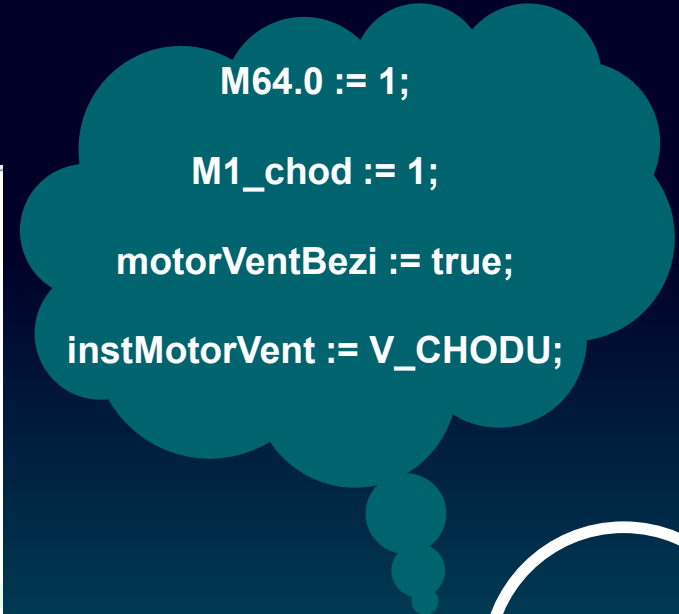 M64.0 := 1;
M1_chod := 1;
motorVentBezi := true;
instMotorVent := V_CHODU;